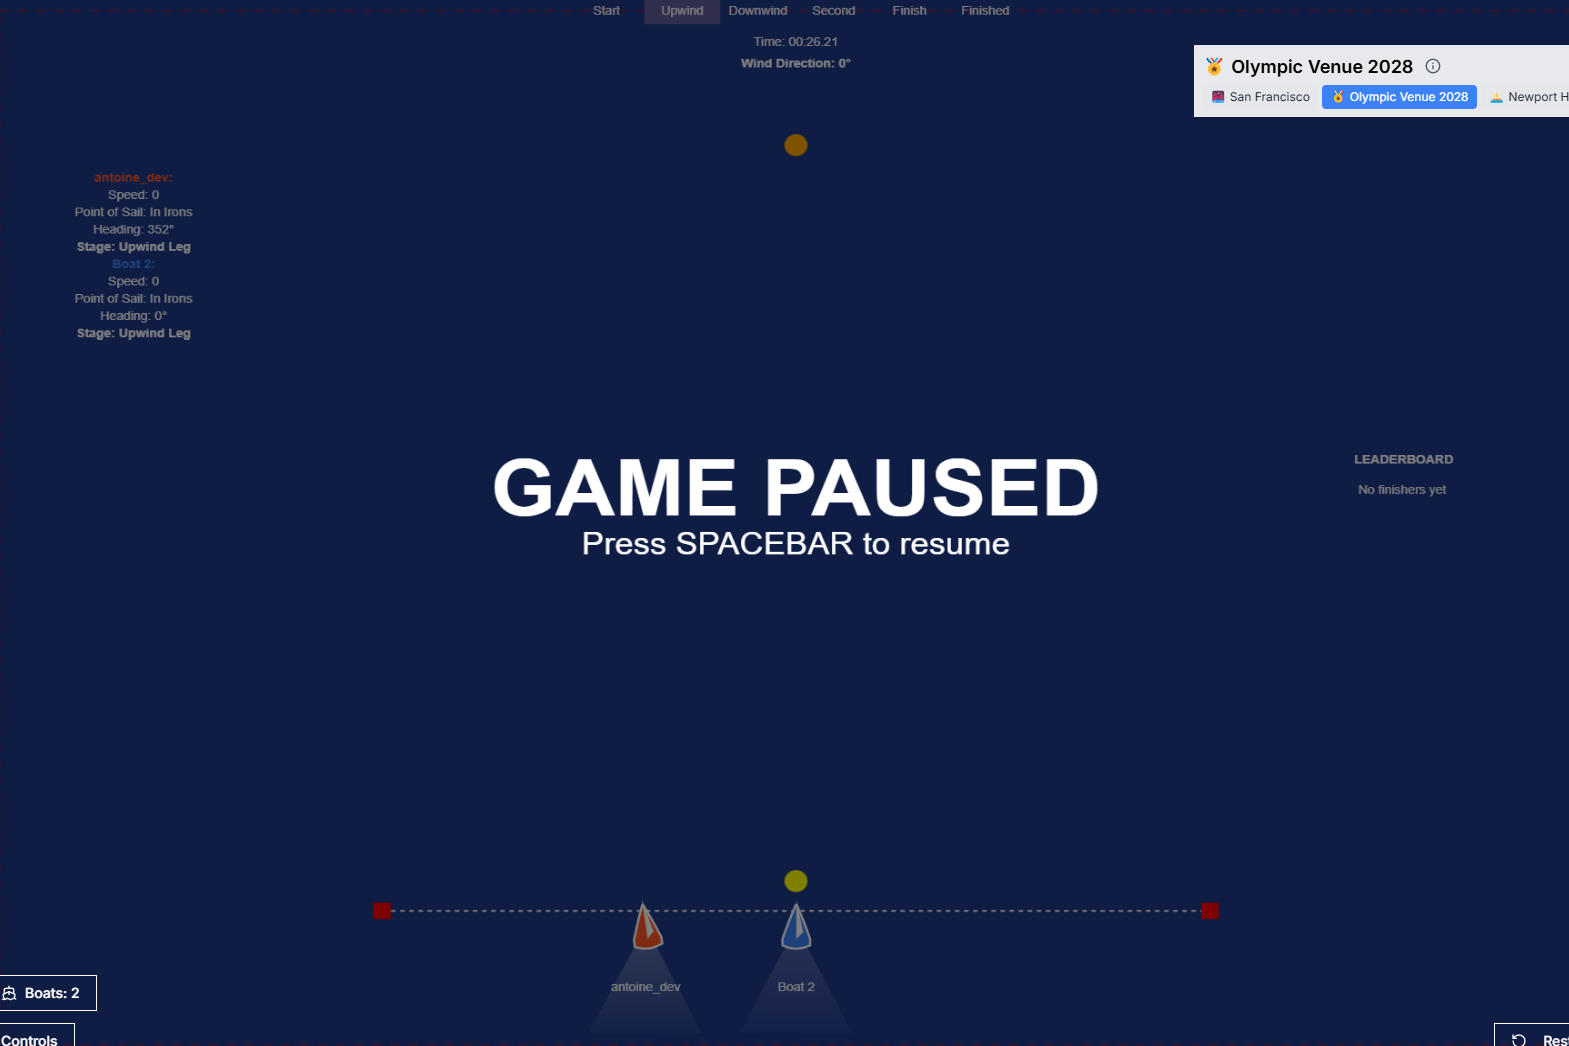 Start Upwind Downwind Second Finish Finished
Time: 00:26.21
Wind Direction: 0°
Olympic Venue 2028
San Francisco Olympic Venue 2028 Newport H
antoine_dev:
Speed: 0
Point of Sail: In Irons
Heading: 352°
Stage: Upwind Leg
Boat 2:
Speed: 0
Point of Sail: In Irons
Heading: 0°
Stage: Upwind Leg
GAME PAUSED
Press SPACEBAR to resume
LEADERBOARD
No finishers yet
antoine_dev
Boat 2
Boats: 2
Controls
Res